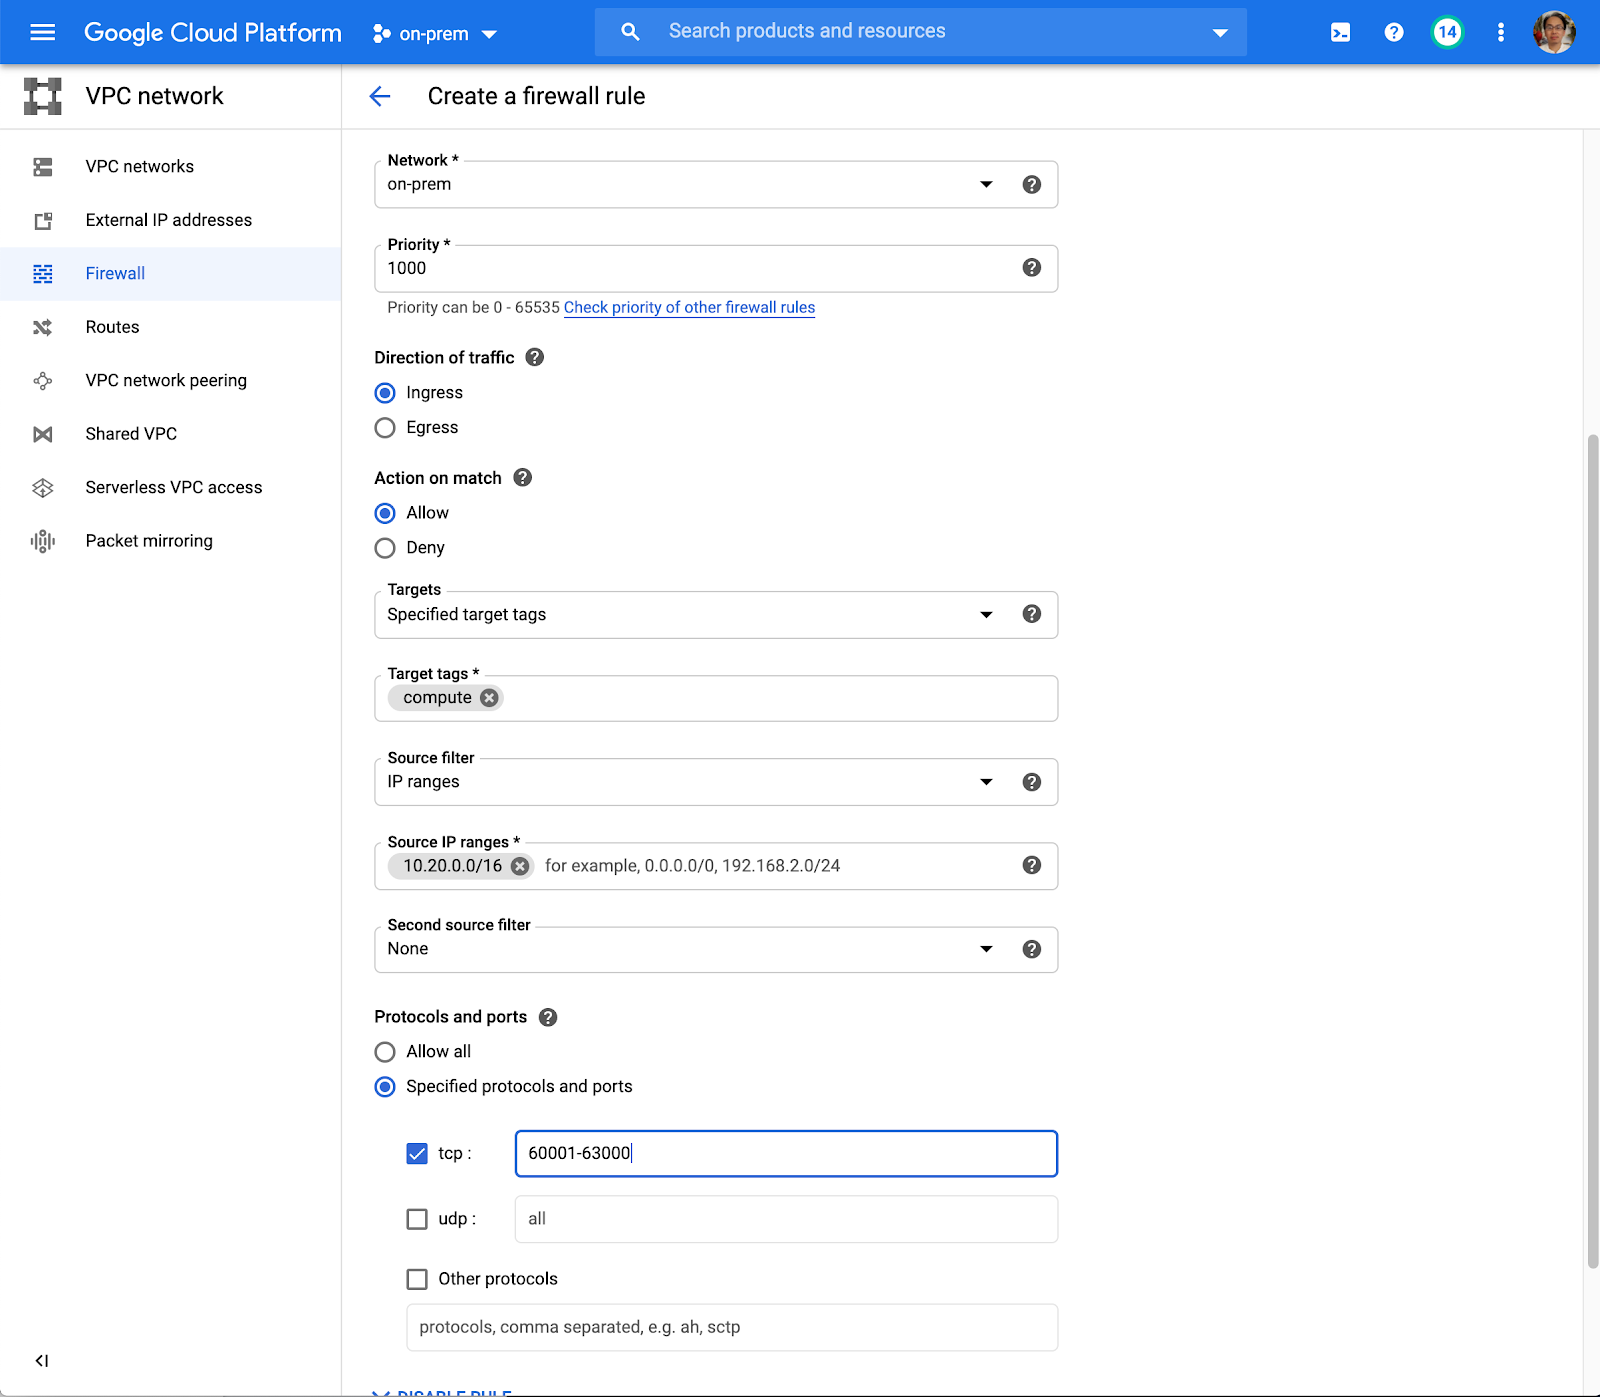 Google Cloud Platform
on-prem
Search products and resources
14
VPC network
Create a firewall rule
VPC networks
External IP addresses
Firewall
Routes
VPC network peering
Shared VPC
Serverless VPC access
Packet mirroring
Network *
on-prem
Priority *
1000
Priority can be 0 - 65535 Check priority of other firewall rules
Direction of traffic
Ingress
Egress
Action on match
Allow
Deny
Targets
Specified target tags
Target tags *
compute
Source filter
IP ranges
Source IP ranges *
10.20.0.0/16 for example, 0.0.0.0/0, 192.168.2.0/24
Second source filter
None
Protocols and ports
Allow all
Specified protocols and ports
tcp : 60001-63000
udp : all
Other protocols
protocols, comma separated, e.g. ah, sctp
DISABLE RULE